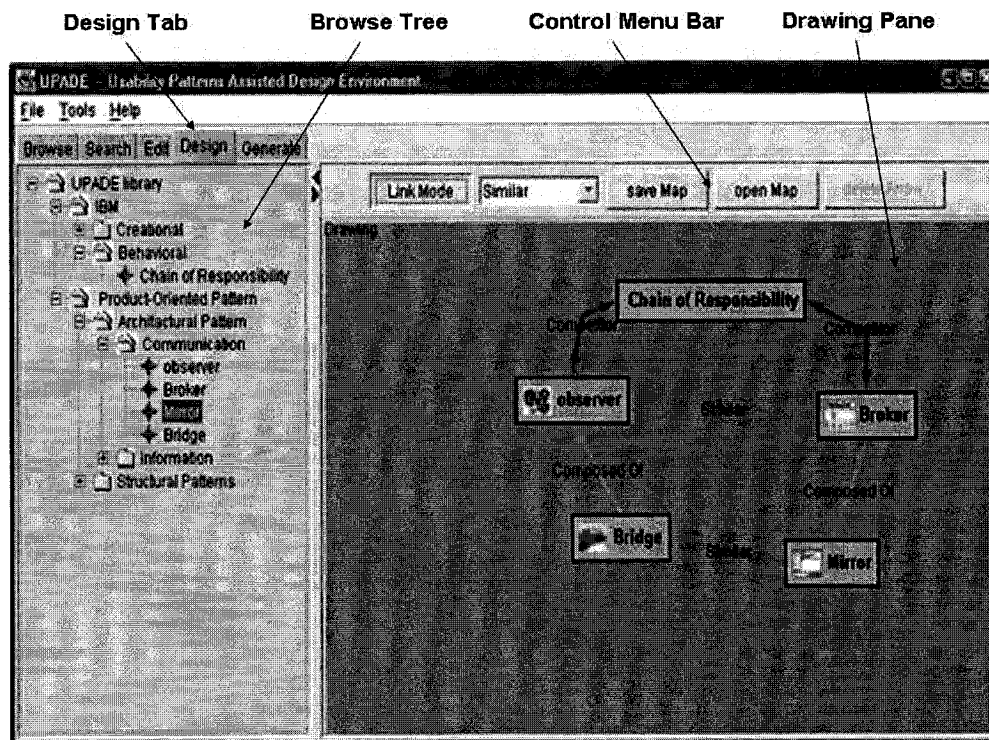 Design Tab Browse Tree Control Menu Bar Drawing Pane
UPADE - Usability Patterns Assisted Design Environment
File Tools Help
Browse Search Edit Design Generate
Link Mode Similar save Map open Map
UPADE library
IBM
Creational
Behavioral
Chain of Responsibility
Product-Oriented Pattern
Architactural Pattern
Communication
observer
Broker
Mirror
Bridge
Information
Structural Patterns
Drawing
Chain of Responsibility
Competitor Competitor
observer Similar Broker
Composed Of Composed Of
Bridge Similar Mirror